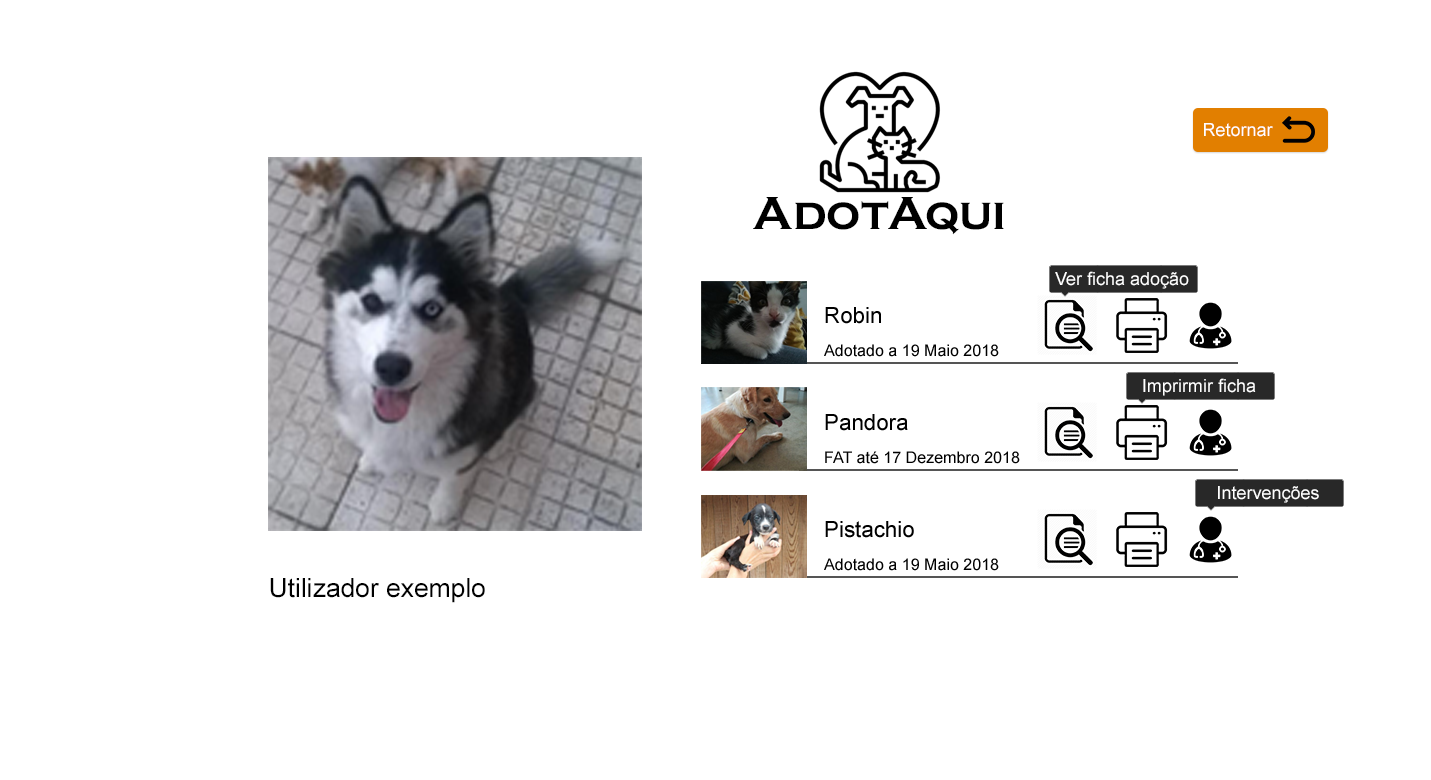 Retornar
ADOTAQUI
Ver ficha adoção
Robin
Adotado a 19 Maio 2018
Imprirmir ficha
Pandora
FAT até 17 Dezembro 2018
Intervenções
Pistachio
Adotado a 19 Maio 2018
Utilizador exemplo